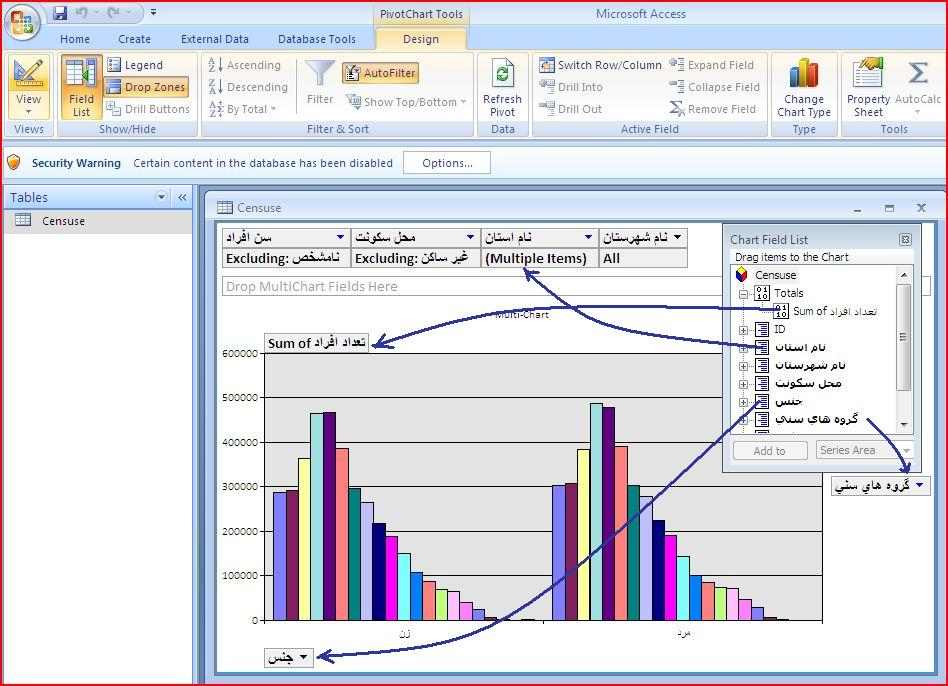 PivotChart Tools
Microsoft Access
Home
Create
External Data
Database Tools
Design
View
Views
Field List
Legend
Drop Zones
Drill Buttons
Show/Hide
Ascending
Descending
By Total
Filter
AutoFilter
Show Top/Bottom
Filter & Sort
Refresh Pivot
Data
Switch Row/Column
Drill Into
Drill Out
Expand Field
Collapse Field
Remove Field
Active Field
Change Chart Type
Type
Property Sheet
AutoCalc
Tools
Security Warning
Certain content in the database has been disabled
Options...
Tables
Censuse
Censuse
سن افراد
محل سکونت
نام استان
نام شهرستان
Excluding: نامشخص
Excluding: غیر ساکن
(Multiple Items)
All
Drop MultiChart Fields Here
Multi-Chart
Sum of تعداد افراد
600000
500000
400000
300000
200000
100000
0
زن
مرد
جنس
Chart Field List
Drag items to the Chart
Censuse
Totals
Sum of تعداد افراد
ID
نام استان
نام شهرستان
محل سکونت
جنس
گروه هاي سني
Add to
Series Area
گروه هاي سني